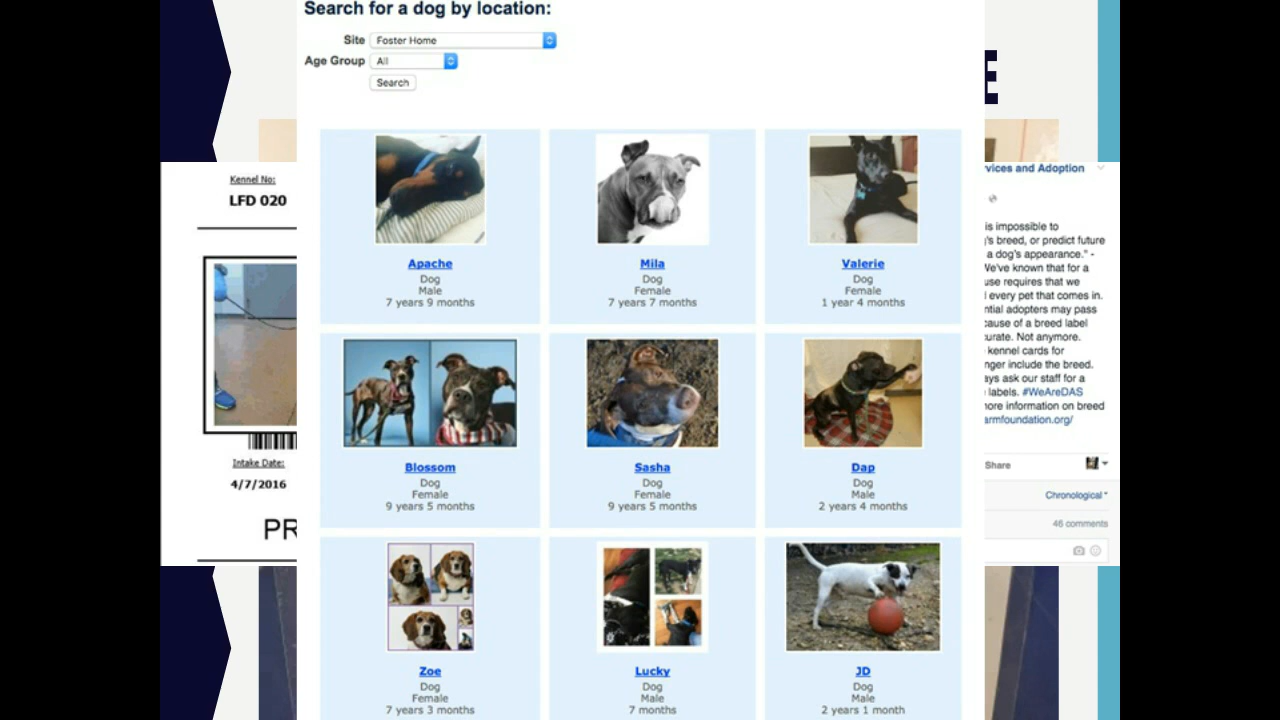 Search for a dog by location:
Site Foster Home
Age Group All
Search
E
Apache
Dog
Male
7 years 9 months
Mila
Dog
Female
7 years 7 months
Valerie
Dog
Female
1 year 4 months
Blossom
Dog
Female
9 years 5 months
Sasha
Dog
Female
9 years 5 months
Dap
Dog
Male
2 years 4 months
Zoe
Dog
Female
7 years 3 months
Lucky
Dog
Male
7 months
JD
Dog
Male
2 years 1 month
Kennel No:
LFD 020
Intake Date:
4/7/2016
PR
vices and Adoption
is impossible to
's breed, or predict future
a dog's appearance." -
We've known that for a
use requires that we
every pet that comes in.
ntial adopters may pass
cause of a breed label
urate. Not anymore.
kennel cards for
nger include the breed.
ays ask our staff for a
labels. #WeAreDAS
nore information on breed
armfoundation.org/
Share
Chronological
46 comments